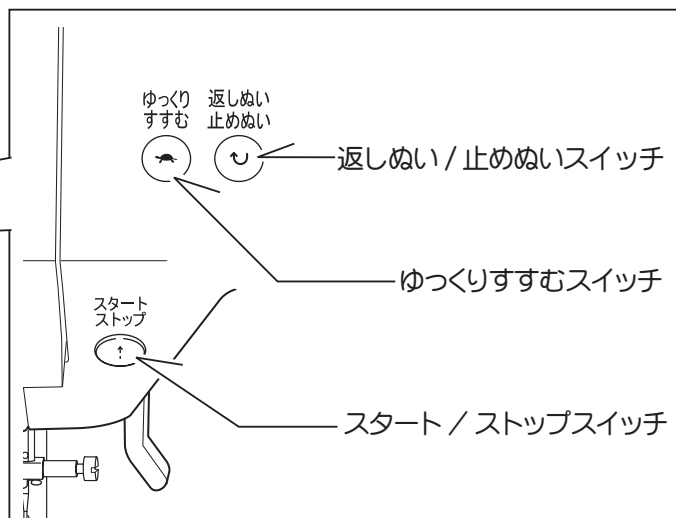 ゆっくり
すすむ
返しぬい
止めぬい
返しぬい / 止めぬいスイッチ
ゆっくりすすむスイッチ
スタート
ストップ
スタート / ストップスイッチ